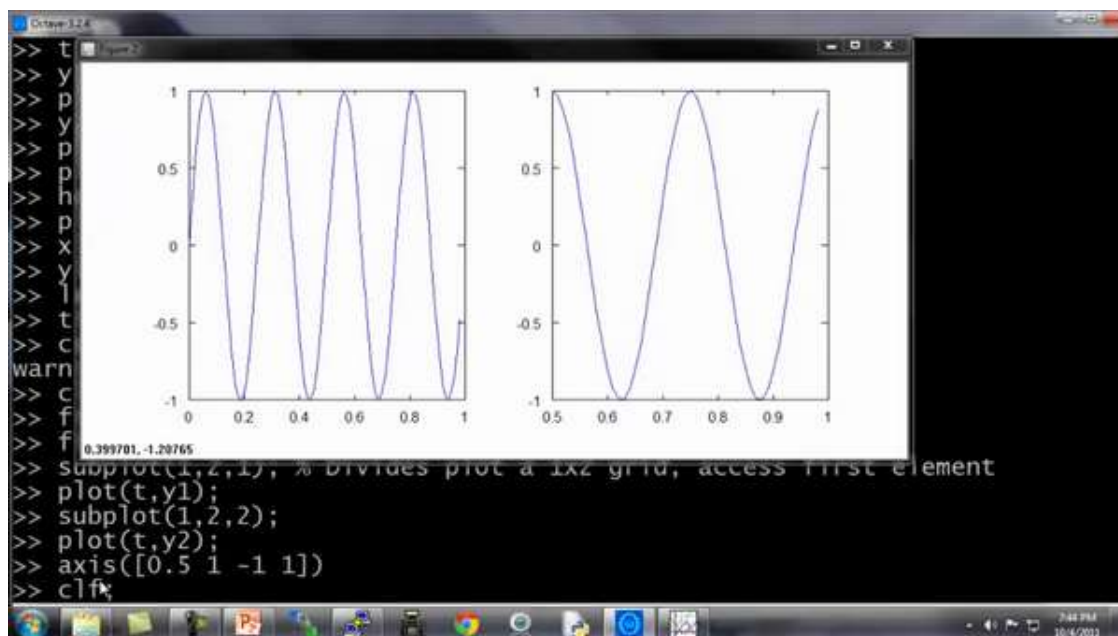 Octave-3.2.4
>> t
>> y
>> p
>> y
>> p
>> p
>> h
>> p
>> x
>> y
>> l
>> t
>> c
warn
>> c
>> f
>> f
Figure 2
1
0.5
0
-0.5
-1
0 0.2 0.4 0.6 0.8 1
1
0.5
0
-0.5
-1
0.5 0.6 0.7 0.8 0.9 1
0.399701, -1.20765
>> subplot(1,2,1); % Divides plot a 1x2 grid, access first element
>> plot(t,y1);
>> subplot(1,2,2);
>> plot(t,y2);
>> axis([0.5 1 -1 1])
>> clf;
2:44 PM